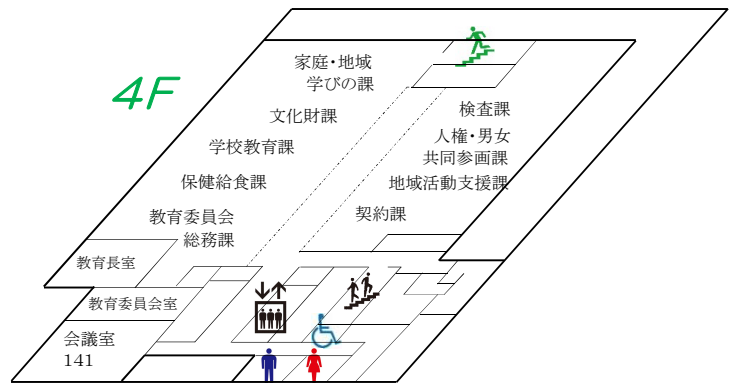 4F
家庭・地域
学びの課
文化財課
学校教育課
保健給食課
教育委員会
総務課
検査課
人権・男女
共同参画課
地域活動支援課
契約課
教育長室
教育委員会室
会議室
141